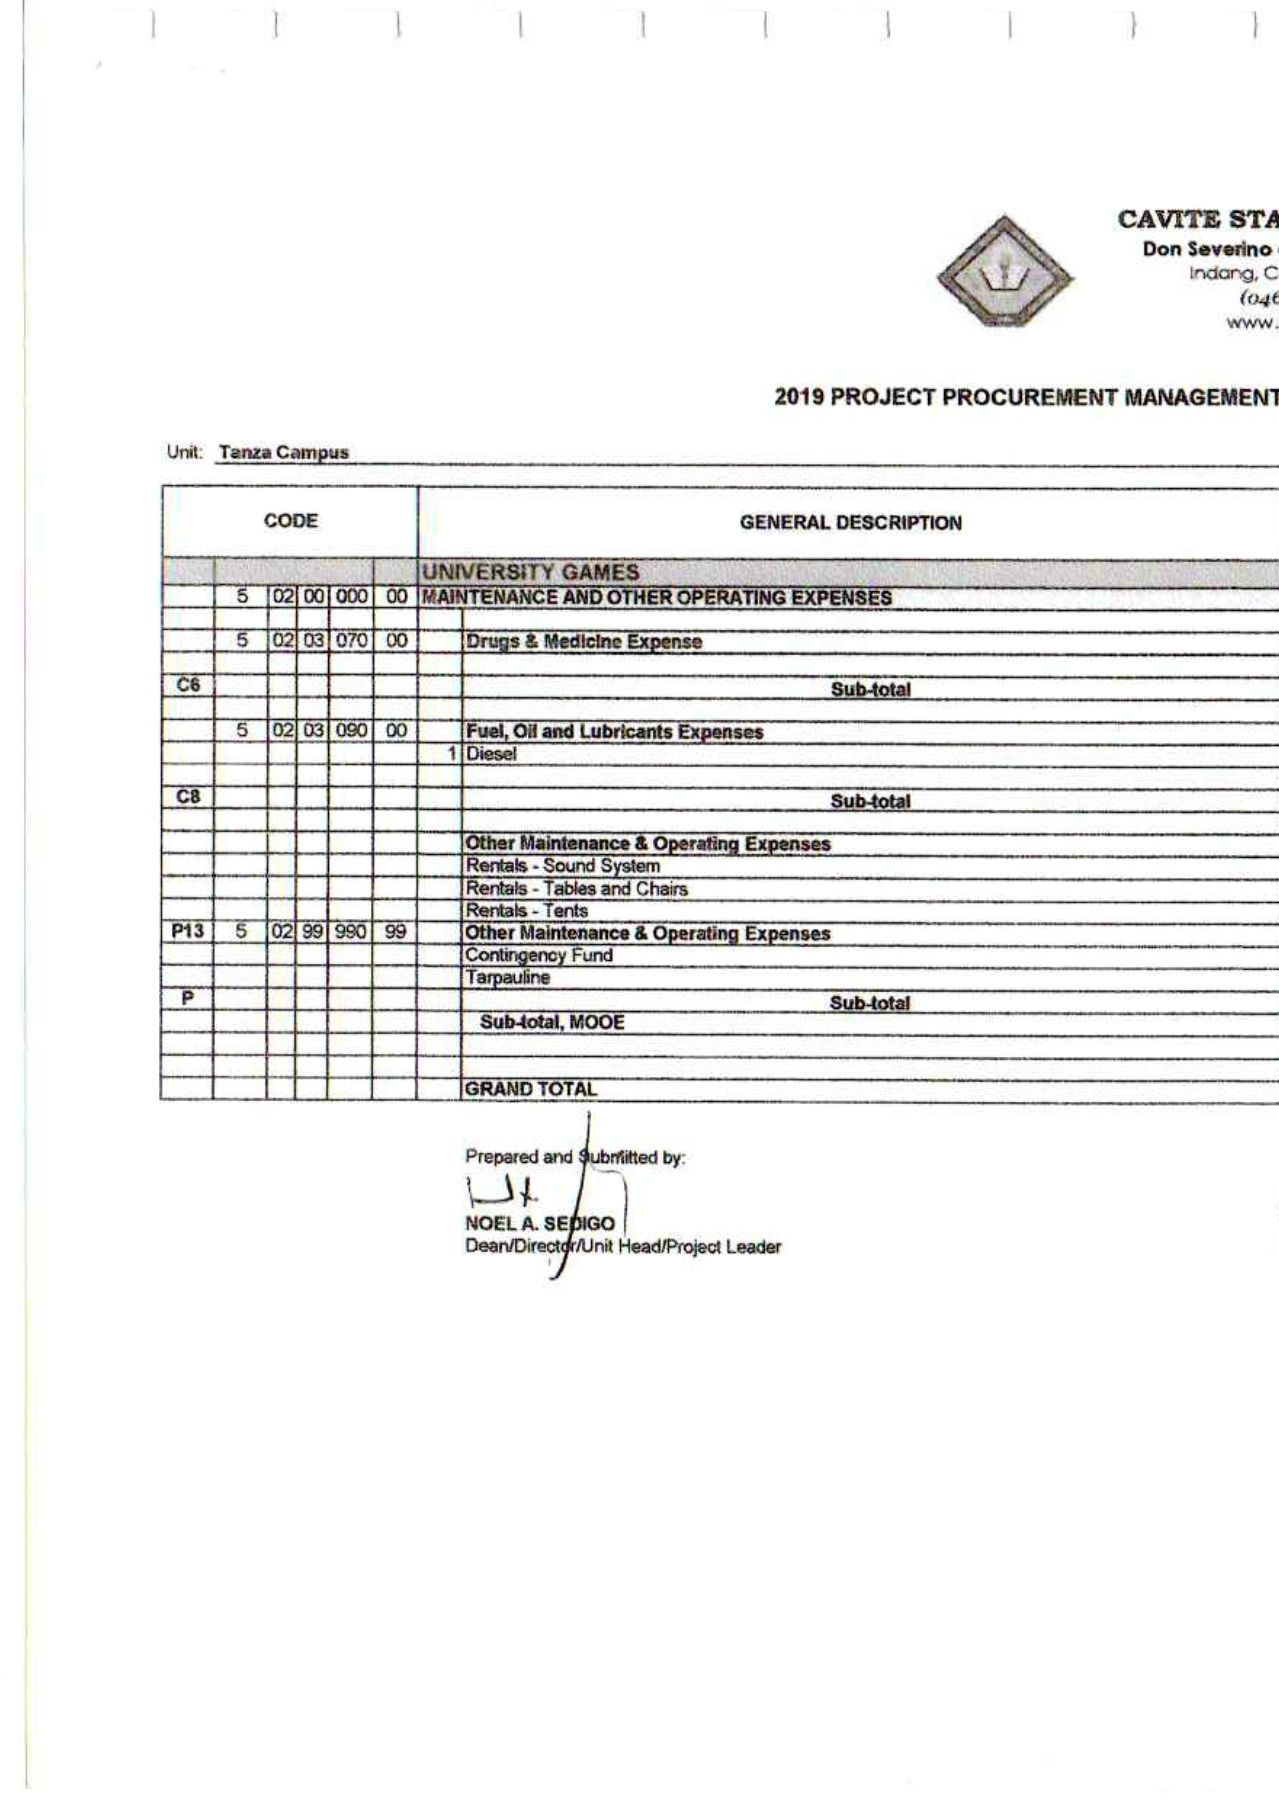 CAVITE STA
Don Severino
Indang, C
(046
www.
2019 PROJECT PROCUREMENT MANAGEMENT
Unit: Tanza Campus
CODE GENERAL DESCRIPTION
UNIVERSITY GAMES
5 02 00 000 00 MAINTENANCE AND OTHER OPERATING EXPENSES
5 02 03 070 00 Drugs & Medicine Expense
C6 Sub-total
5 02 03 090 00 Fuel, Oil and Lubricants Expenses
1 Diesel
C8 Sub-total
Other Maintenance & Operating Expenses
Rentals - Sound System
Rentals - Tables and Chairs
Rentals - Tents
P13 5 02 99 990 99 Other Maintenance & Operating Expenses
Contingency Fund
Tarpauline
P Sub-total
Sub-total, MOOE
GRAND TOTAL
Prepared and Submitted by:
NOEL A. SEDIGO
Dean/Director/Unit Head/Project Leader